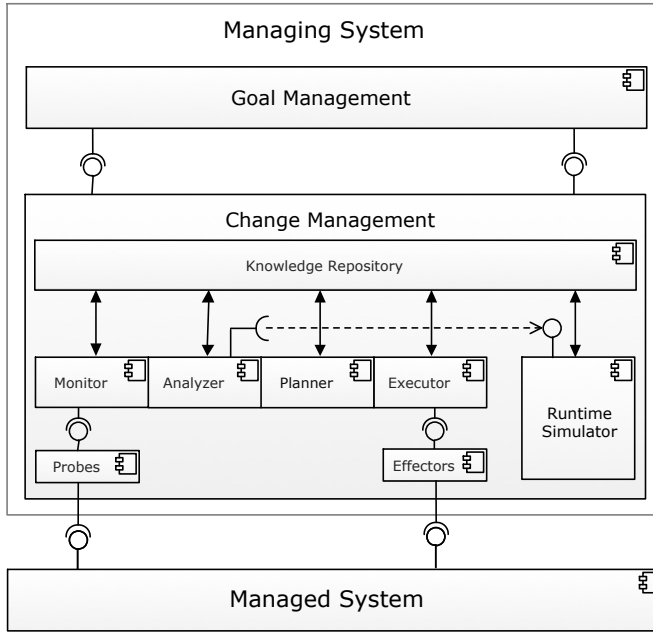 Managing System
Goal Management
Change Management
Knowledge Repository
Monitor
Analyzer
Planner
Executor
Runtime
Simulator
Probes
Effectors
Managed System